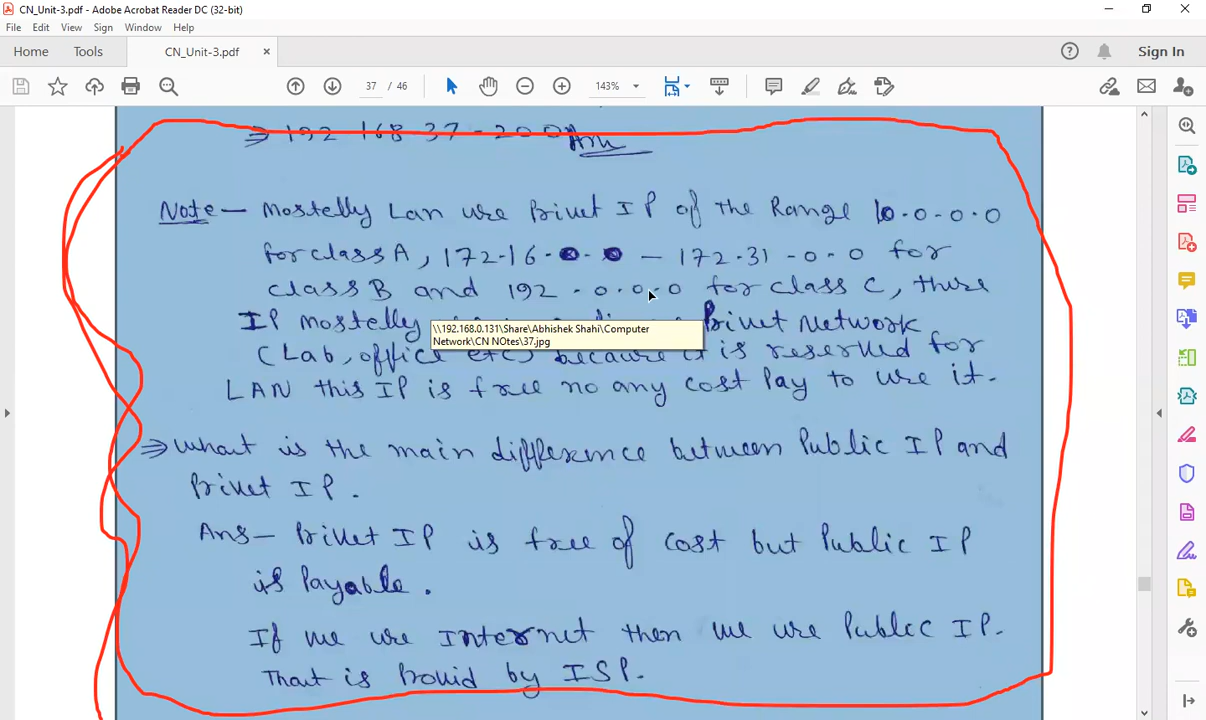 CN_Unit-3.pdf - Adobe Acrobat Reader DC (32-bit)
File Edit View Sign Window Help
Home Tools CN_Unit-3.pdf × Sign In
37 / 46 143%
⇒ 192-168-37-200 Ans
Note - Mostelly Lan use Privet IP of the Range 10.0.0.0
for class A, 172-16. . - 172.31-0.0 for
class B and 192.0.0.0 for class C, these
IP mostelly Privet Network
\\192.168.0.131\Share\Abhishek Shahi\Computer
Network\CN NOtes\37.jpg
(Lab, office etc) because it is reserved for
LAN this IP is free no any cost Pay to use it.
⇒ What is the main difference between Public IP and
Privet IP.
Ans - Privet IP is free of cost but Public IP
is Payable.
If we use Internet then we use Public IP.
That is Provid by ISP.